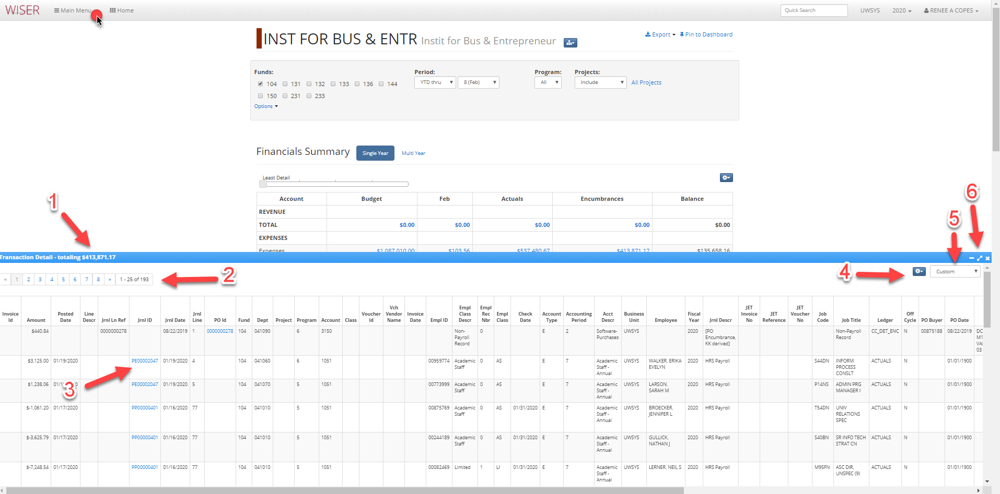 WISER Main Menu Home Quick Search UWSYS 2020 RENEE A COPES
INST FOR BUS & ENTR Instit for Bus & Entrepreneur Export Pin to Dashboard
Funds: Period: Program: Projects:
104 131 132 133 136 144 YTD thru 8 (Feb) All Include All Projects
150 231 233
Options
Financials Summary Single Year Multi Year
Least Detail
Account Budget Feb Actuals Encumbrances Balance
REVENUE
TOTAL $0.00 $0.00 $0.00 $0.00 $0.00
EXPENSES
Expenses $1,087,010.00 $103.56 $537,480.67 $413,871.17 $135,658.16
1
6
5
Transaction Detail - totaling $413,871.17
« 1 2 3 4 5 6 7 8 » 1 - 25 of 193
2
4
Custom
Invoice Id Amount Posted Date Line Descr Jrnl Ln Ref Jrnl ID Jrnl Date Jrnl Line PO Id Fund Dept Project Program Account Class Voucher Id Vch Vendor Name Invoice Date Empl ID Empl Class Descr Empl Rec Nbr Empl Class Check Date Account Type Accounting Period Acct Descr Business Unit Employee Fiscal Year Jrnl Descr JET Invoice No JET Reference JET Voucher No Job Code Job Title Ledger Off Cycle PO Buyer PO Date
$440.84 0000000278 08/22/2019 1 0000000278 104 041090 6 3150 Non-Payroll Record 0 E 2 Software-Purchases UWSYS 2020 [PO Encumbrance, KK derived] Non-Payroll Record CC_DET_ENC N 00875188 08/22/2019 DC M1 VA 03
$3,125.00 01/19/2020 PE00002047 01/19/2020 4 104 041060 6 1051 00959774 Academic Staff 0 AS E 7 Academic Staff - Annual UWSYS WALKER, ERIKA EVELYN 2020 HRS Payroll S44DN INFORM PROCESS CONSLT ACTUALS N 01/01/1900
3
$1,238.06 PE00002047 01/19/2020 5 104 041070 5 1051 00773999 Academic Staff 0 AS E 7 Academic Staff - Annual UWSYS LARSON, SARAH M 2020 HRS Payroll P14NS ADMIN PRG MANAGER I ACTUALS N 01/01/1900
$-1,061.20 01/17/2020 PP00000401 01/16/2020 77 104 041010 5 1051 00875769 Academic Staff 0 AS 01/31/2020 E 7 Academic Staff - Annual UWSYS BROECKER, JENNIFER L 2020 HRS Payroll T54DN UNIV RELATIONS SPEC ACTUALS N 01/01/1900
$-3,625.79 01/17/2020 PP00000401 01/16/2020 77 104 041010 5 1051 00244189 Academic Staff 0 AS 01/31/2020 E 7 Academic Staff - Annual UWSYS GULLICK, NATHAN J 2020 HRS Payroll S40BN SR INFO TECH STRAT CN ACTUALS N 01/01/1900
$-7,248.54 01/17/2020 PP00000401 01/16/2020 77 104 041010 5 1051 00082469 Limited 1 LI 01/31/2020 E 7 Academic Staff - Annual UWSYS LERNER, NEIL S 2020 HRS Payroll M95FN ASC DIR, UNSPEC (9) ACTUALS N 01/01/1900